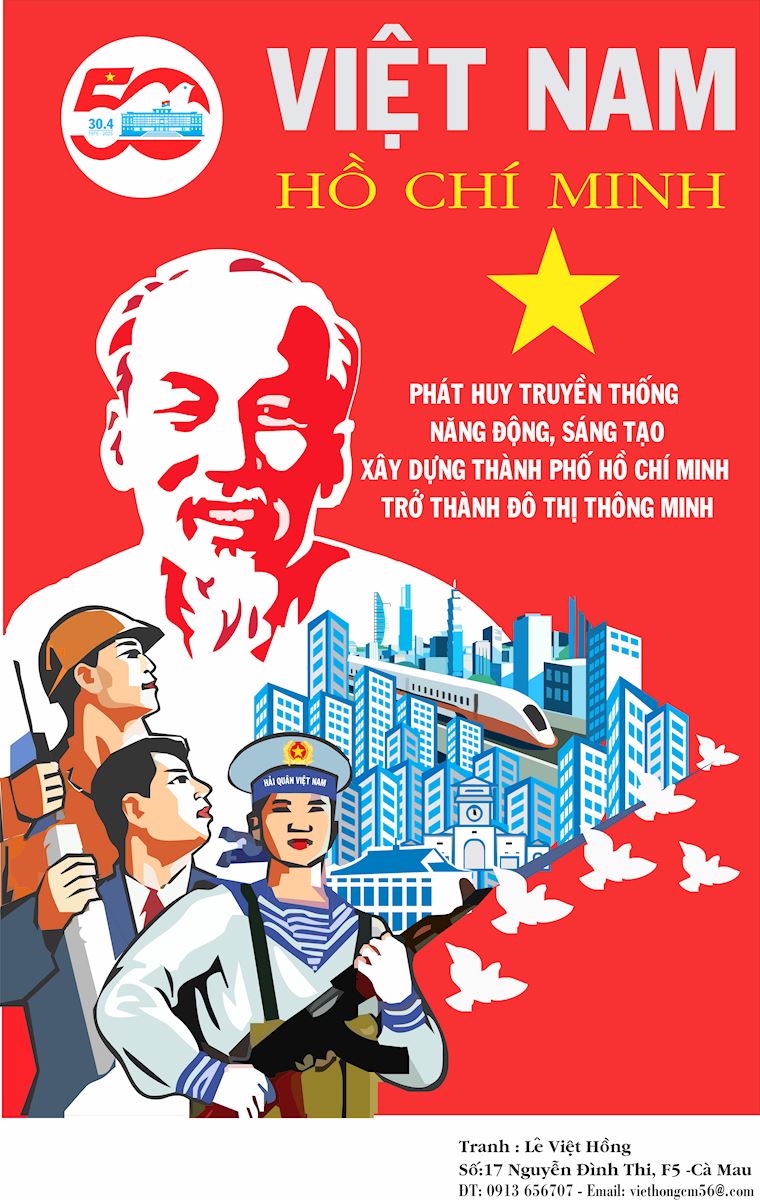 50
30.4
1975 - 2025
VIỆT NAM
HỒ CHÍ MINH
PHÁT HUY TRUYỀN THỐNG
NĂNG ĐỘNG, SÁNG TẠO
XÂY DỰNG THÀNH PHỐ HỒ CHÍ MINH
TRỞ THÀNH ĐÔ THỊ THÔNG MINH
HẢI QUÂN VIỆT NAM
Tranh : Lê Việt Hồng
Số:17 Nguyễn Đình Thi, F5 -Cà Mau
ĐT: 0913 656707 - Email: viethongcm56@.com